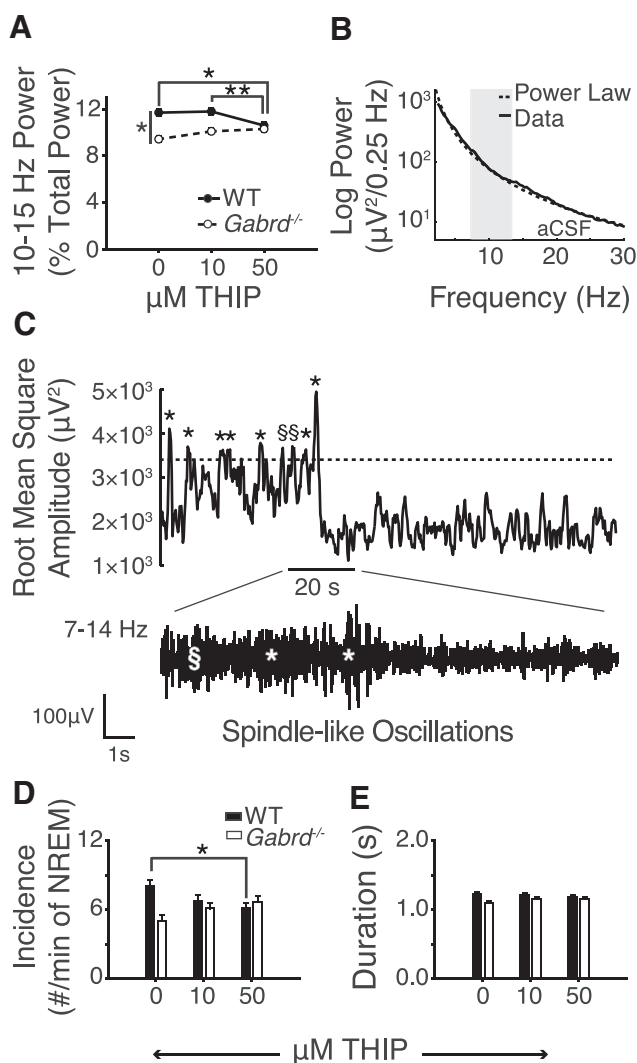 A
10-15 Hz Power
(% Total Power)
12
8
4
0
*
*
**
WT
Gabrd-/-
0 10 50
µM THIP
B
Log Power
(µV²/0.25 Hz)
10³
10²
10¹
Power Law
Data
aCSF
10 20 30
Frequency (Hz)
C
Root Mean Square
Amplitude (µV²)
5×10³
4×10³
3×10³
2×10³
1×10³
* * ** * §§* *
20 s
7-14 Hz
§ * *
100µV
1s
Spindle-like Oscillations
D
Incidence
(#/min of NREM)
12
6
0
WT
Gabrd-/-
*
0 10 50
E
Duration (s)
2.0
1.0
0.0
0 10 50
µM THIP